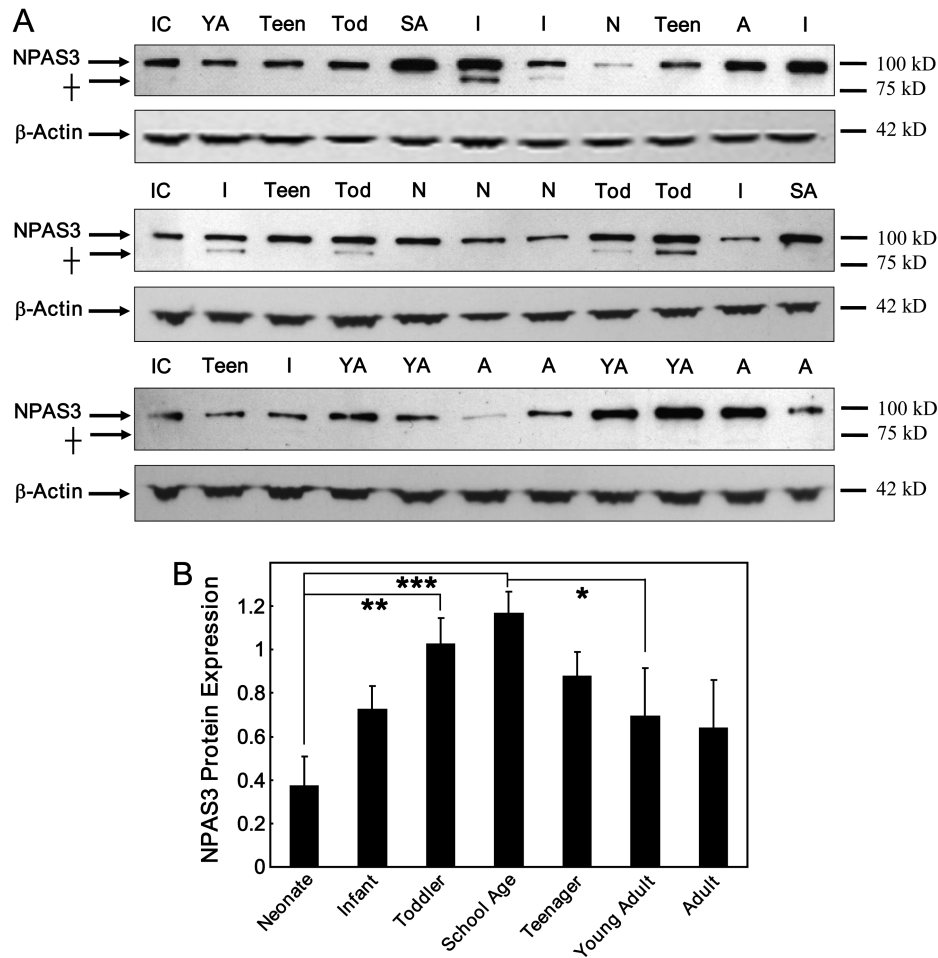 A
IC YA Teen Tod SA I I N Teen A I
NPAS3 100 kD
┼ 75 kD
β-Actin 42 kD
IC I Teen Tod N N N Tod Tod I SA
NPAS3 100 kD
┼ 75 kD
β-Actin 42 kD
IC Teen I YA YA A A YA YA A A
NPAS3 100 kD
┼ 75 kD
β-Actin 42 kD
B
NPAS3 Protein Expression
***
**
*
1.2
1
0.8
0.6
0.4
0.2
0
Neonate
Infant
Toddler
School Age
Teenager
Young Adult
Adult